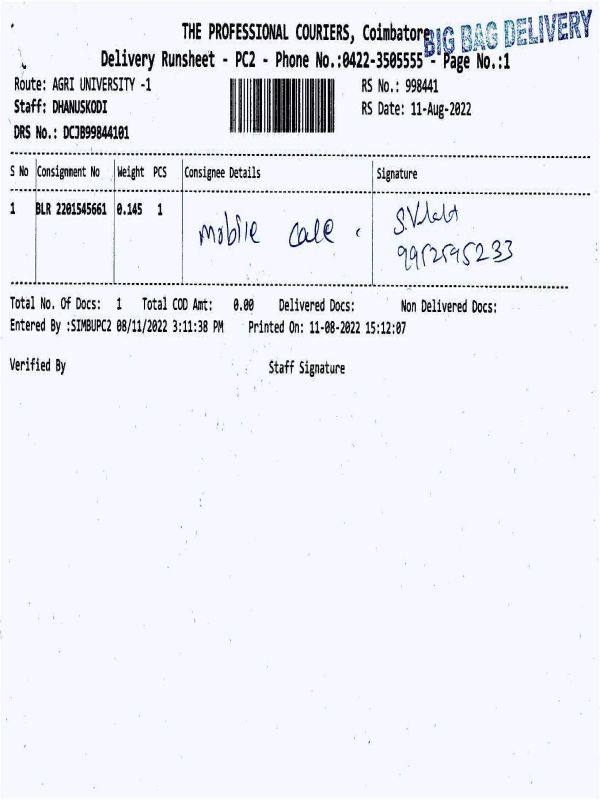 THE PROFESSIONAL COURIERS, Coimbatore
BIG BAG DELIVERY
Delivery Runsheet - PC2 - Phone No.:0422-3505555 - Page No.:1
Route: AGRI UNIVERSITY -1 RS No.: 998441
Staff: DHANUSKODI RS Date: 11-Aug-2022
DRS No.: DCJB99844101
S No Consignment No Weight PCS Consignee Details Signature
1 BLR 2201545661 0.145 1 Mobile S.
Total No. Of Docs: 1 Total COD Amt: 0.00 Delivered Docs: Non Delivered Docs:
Entered By :SIMBUPC2 08/11/2022 3:11:38 PM Printed On: 11-08-2022 15:12:07
Verified By Staff Signature